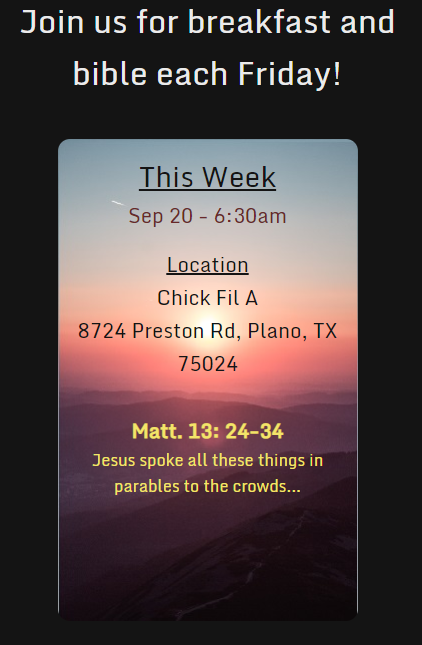 Join us for breakfast and
bible each Friday!
This Week
Sep 20 - 6:30am
Location
Chick Fil A
8724 Preston Rd, Plano, TX
75024
Matt. 13: 24-34
Jesus spoke all these things in
parables to the crowds...